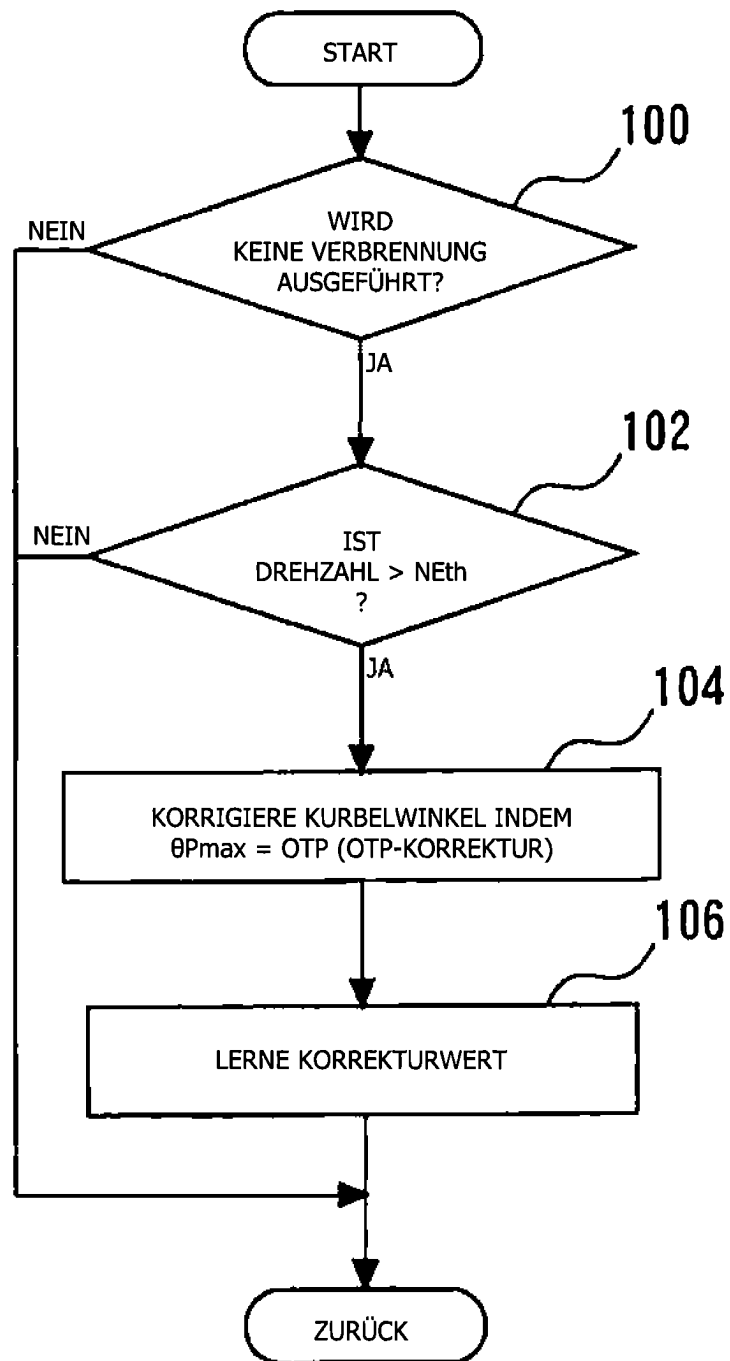 START
100
NEIN
WIRD
KEINE VERBRENNUNG
AUSGEFÜHRT?
JA
102
NEIN
IST
DREHZAHL > NEth
?
JA
104
KORRIGIERE KURBELWINKEL INDEM
θPmax = OTP (OTP-KORREKTUR)
106
LERNE KORREKTURWERT
ZURÜCK